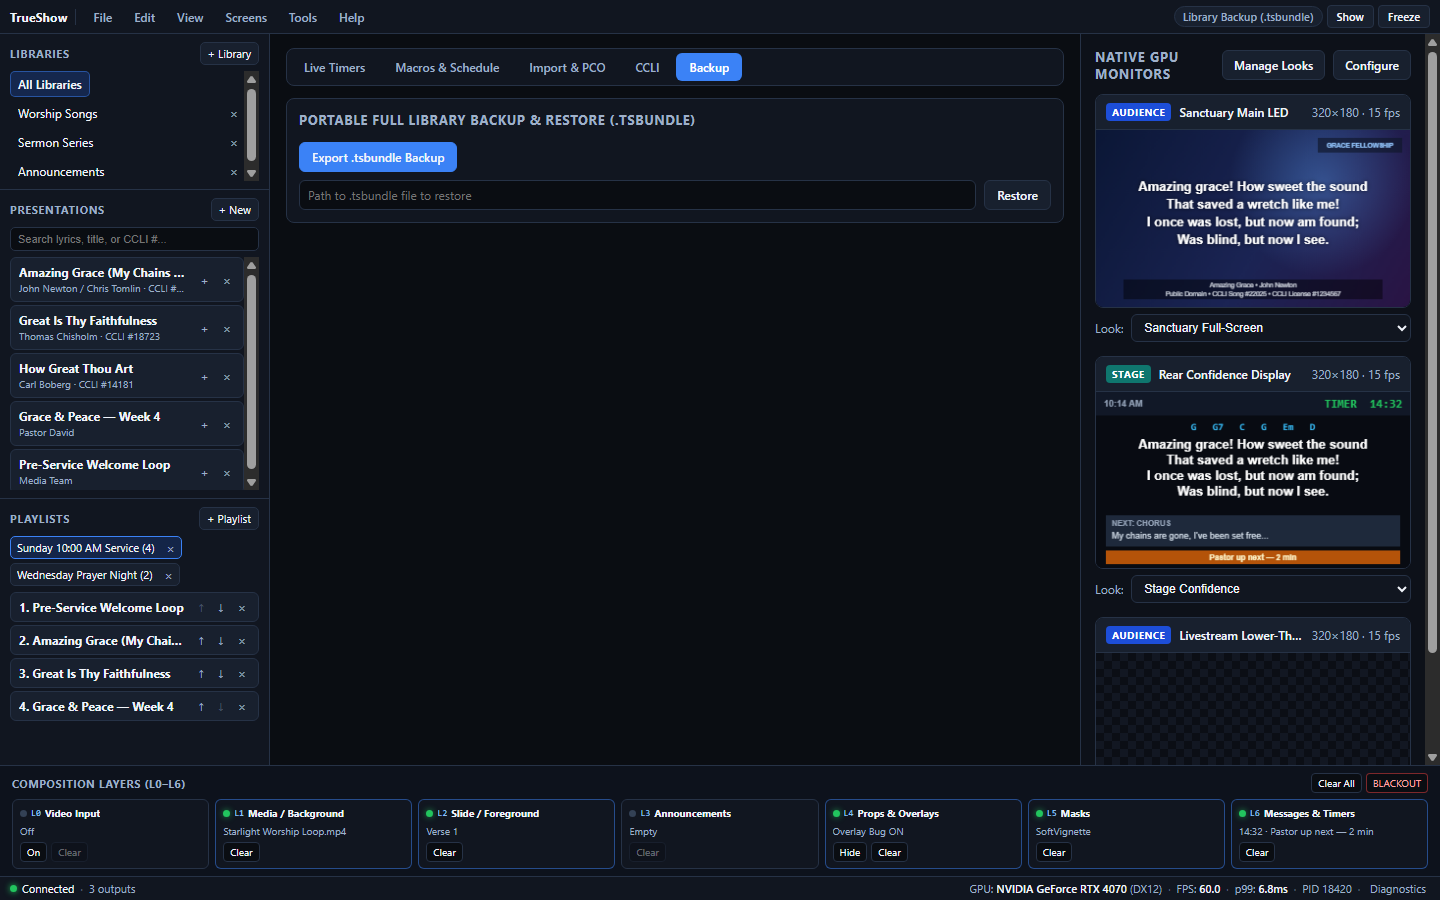 TrueShow File Edit View Screens Tools Help Library Backup (.tsbundle) Show Freeze
LIBRARIES + Library
All Libraries
Worship Songs ×
Sermon Series ×
Announcements ×
PRESENTATIONS + New
Search lyrics, title, or CCLI #...
Amazing Grace (My Chains ... + ×
John Newton / Chris Tomlin · CCLI #...
Great Is Thy Faithfulness + ×
Thomas Chisholm · CCLI #18723
How Great Thou Art + ×
Carl Boberg · CCLI #14181
Grace & Peace — Week 4 + ×
Pastor David
Pre-Service Welcome Loop + ×
Media Team
PLAYLISTS + Playlist
Sunday 10:00 AM Service (4) ×
Wednesday Prayer Night (2) ×
1. Pre-Service Welcome Loop ↑ ↓ ×
2. Amazing Grace (My Chai... ↑ ↓ ×
3. Great Is Thy Faithfulness ↑ ↓ ×
4. Grace & Peace — Week 4 ↑ ↓ ×
Live Timers Macros & Schedule Import & PCO CCLI Backup
PORTABLE FULL LIBRARY BACKUP & RESTORE (.TSBUNDLE)
Export .tsbundle Backup
Path to .tsbundle file to restore Restore
NATIVE GPU
MONITORS Manage Looks Configure
AUDIENCE Sanctuary Main LED 320×180 · 15 fps
GRACE FELLOWSHIP
Amazing grace! How sweet the sound
That saved a wretch like me!
I once was lost, but now am found;
Was blind, but now I see.
Amazing Grace • John Newton
Public Domain • CCLI Song #22025 • CCLI License #1234567
Look: Sanctuary Full-Screen
STAGE Rear Confidence Display 320×180 · 15 fps
10:14 AM TIMER 14:32
G G7 C G Em D
Amazing grace! How sweet the sound
That saved a wretch like me!
I once was lost, but now am found;
Was blind, but now I see.
NEXT: CHORUS
My chains are gone, I've been set free...
Pastor up next — 2 min
Look: Stage Confidence
AUDIENCE Livestream Lower-Th... 320×180 · 15 fps
COMPOSITION LAYERS (L0–L6) Clear All BLACKOUT
L0 Video Input
Off
On Clear
L1 Media / Background
Starlight Worship Loop.mp4
Clear
L2 Slide / Foreground
Verse 1
Clear
L3 Announcements
Empty
Clear
L4 Props & Overlays
Overlay Bug ON
Hide Clear
L5 Masks
SoftVignette
Clear
L6 Messages & Timers
14:32 · Pastor up next — 2 min
Clear
Connected · 3 outputs GPU: NVIDIA GeForce RTX 4070 (DX12) · FPS: 60.0 · p99: 6.8ms · PID 18420 · Diagnostics